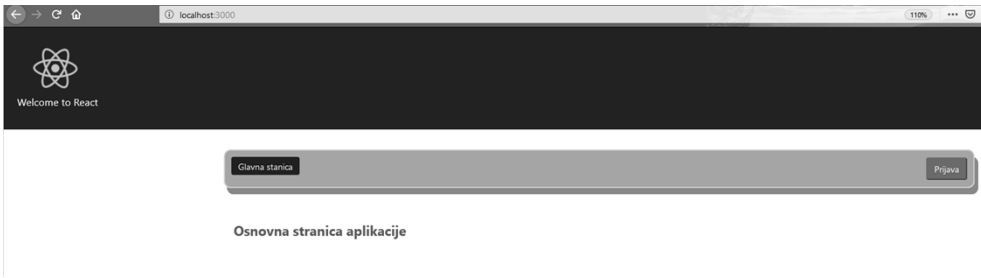 localhost:3000
110%
Welcome to React
Glavna stanica
Prijava
Osnovna stranica aplikacije